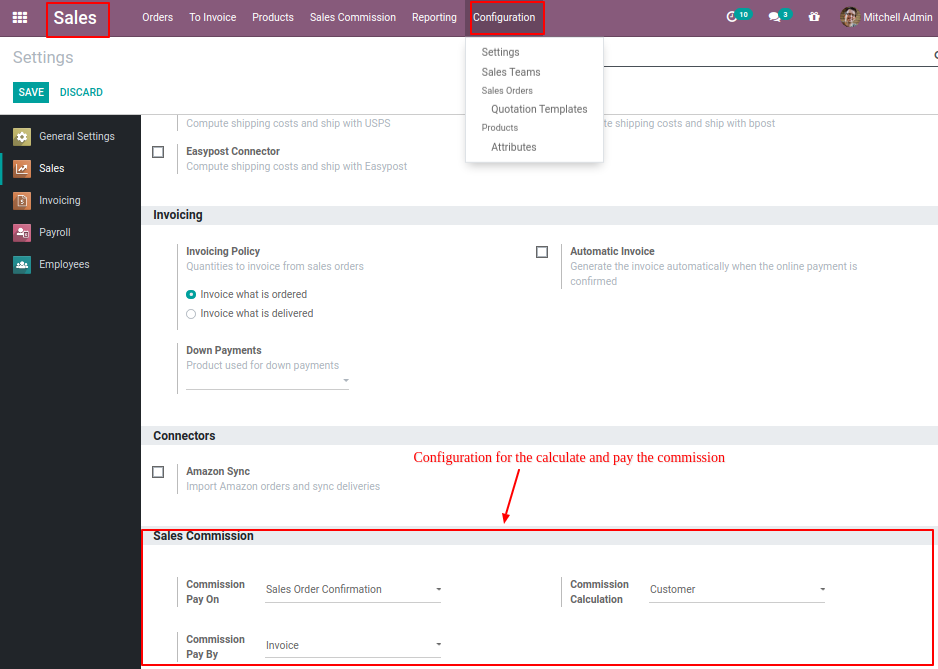 Sales
Orders
To Invoice
Products
Sales Commission
Reporting
Configuration
10
3
Mitchell Admin
Settings
SAVE
DISCARD
Settings
Sales Teams
Sales Orders
Quotation Templates
Products
Attributes
General Settings
Sales
Invoicing
Payroll
Employees
Compute shipping costs and ship with USPS
te shipping costs and ship with bpost
Easypost Connector
Compute shipping costs and ship with Easypost
Invoicing
Invoicing Policy
Quantities to invoice from sales orders
Invoice what is ordered
Invoice what is delivered
Automatic Invoice
Generate the invoice automatically when the online payment is
confirmed
Down Payments
Product used for down payments
Connectors
Amazon Sync
Import Amazon orders and sync deliveries
Configuration for the calculate and pay the commission
Sales Commission
Commission
Pay On
Sales Order Confirmation
Commission
Calculation
Customer
Commission
Pay By
Invoice